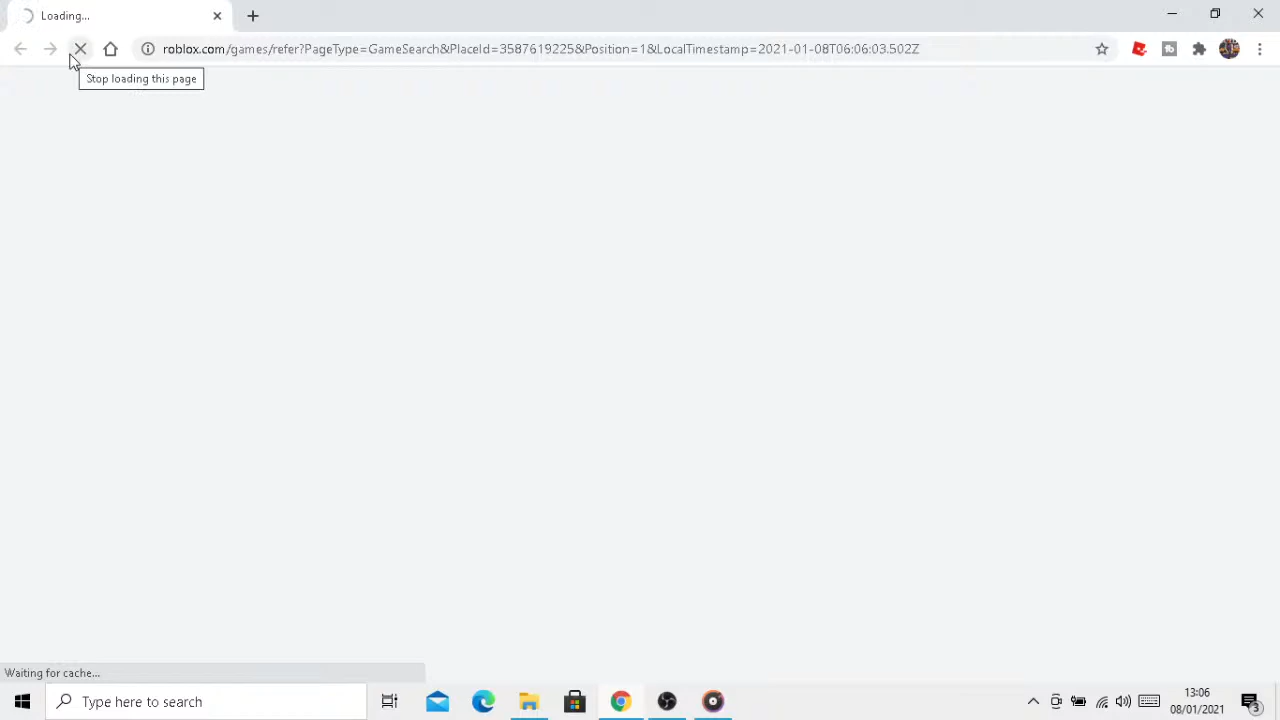 Loading...
roblox.com/games/refer?PageType=GameSearch&PlaceId=3587619225&Position=1&LocalTimestamp=2021-01-08T06:06:03.502Z
Stop loading this page
Waiting for cache...
Type here to search
13:06
08/01/2021
3